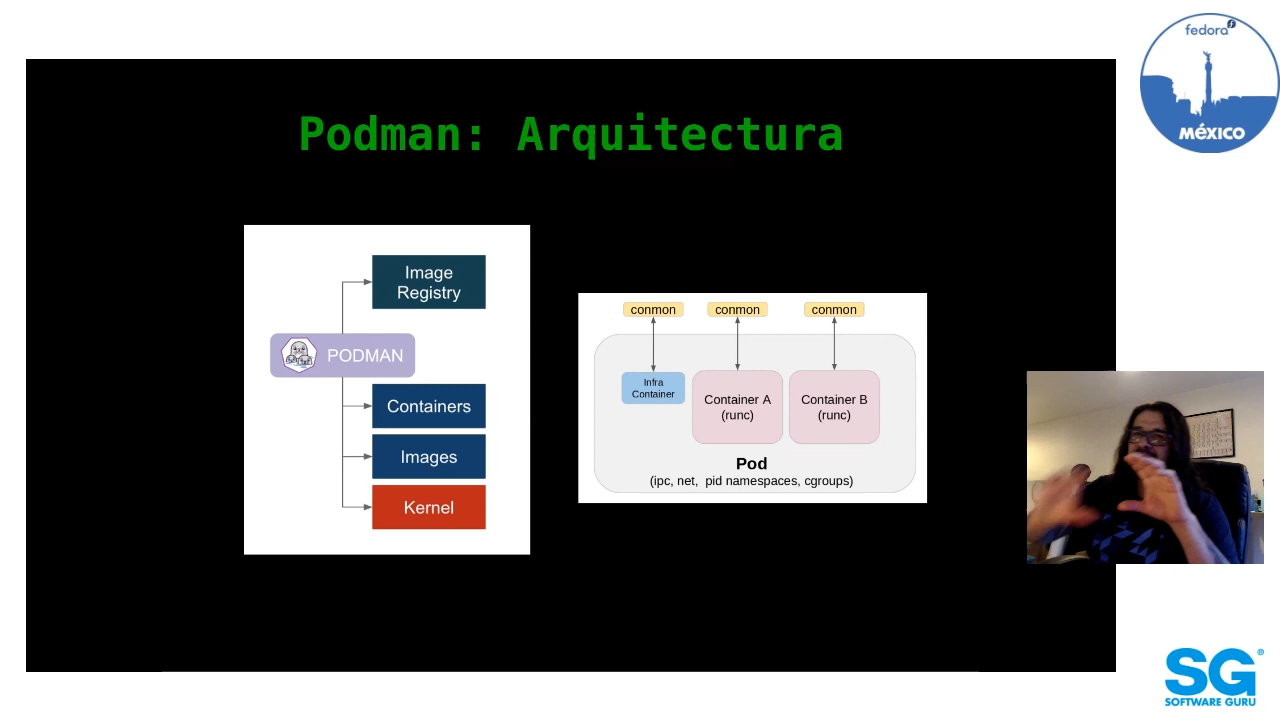 fedora
MÉXICO
Podman: Arquitectura
Image
Registry
PODMAN
Containers
Images
Kernel
conmon
conmon
conmon
Infra
Container
Container A
(runc)
Container B
(runc)
Pod
(ipc, net, pid namespaces, cgroups)
SG
®
SOFTWARE GURU